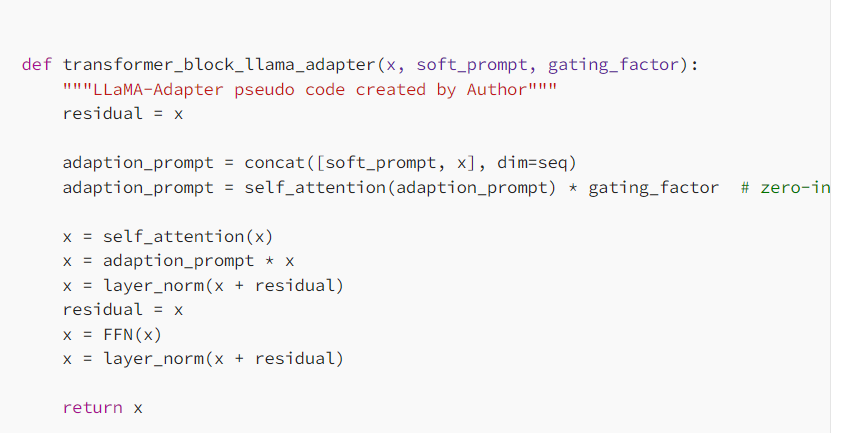 def transformer_block_llama_adapter(x, soft_prompt, gating_factor):
    """LLaMA-Adapter pseudo code created by Author"""
    residual = x
    adaption_prompt = concat([soft_prompt, x], dim=seq)
    adaption_prompt = self_attention(adaption_prompt) * gating_factor  # zero-in
    x = self_attention(x)
    x = adaption_prompt * x
    x = layer_norm(x + residual)
    residual = x
    x = FFN(x)
    x = layer_norm(x + residual)
    return x